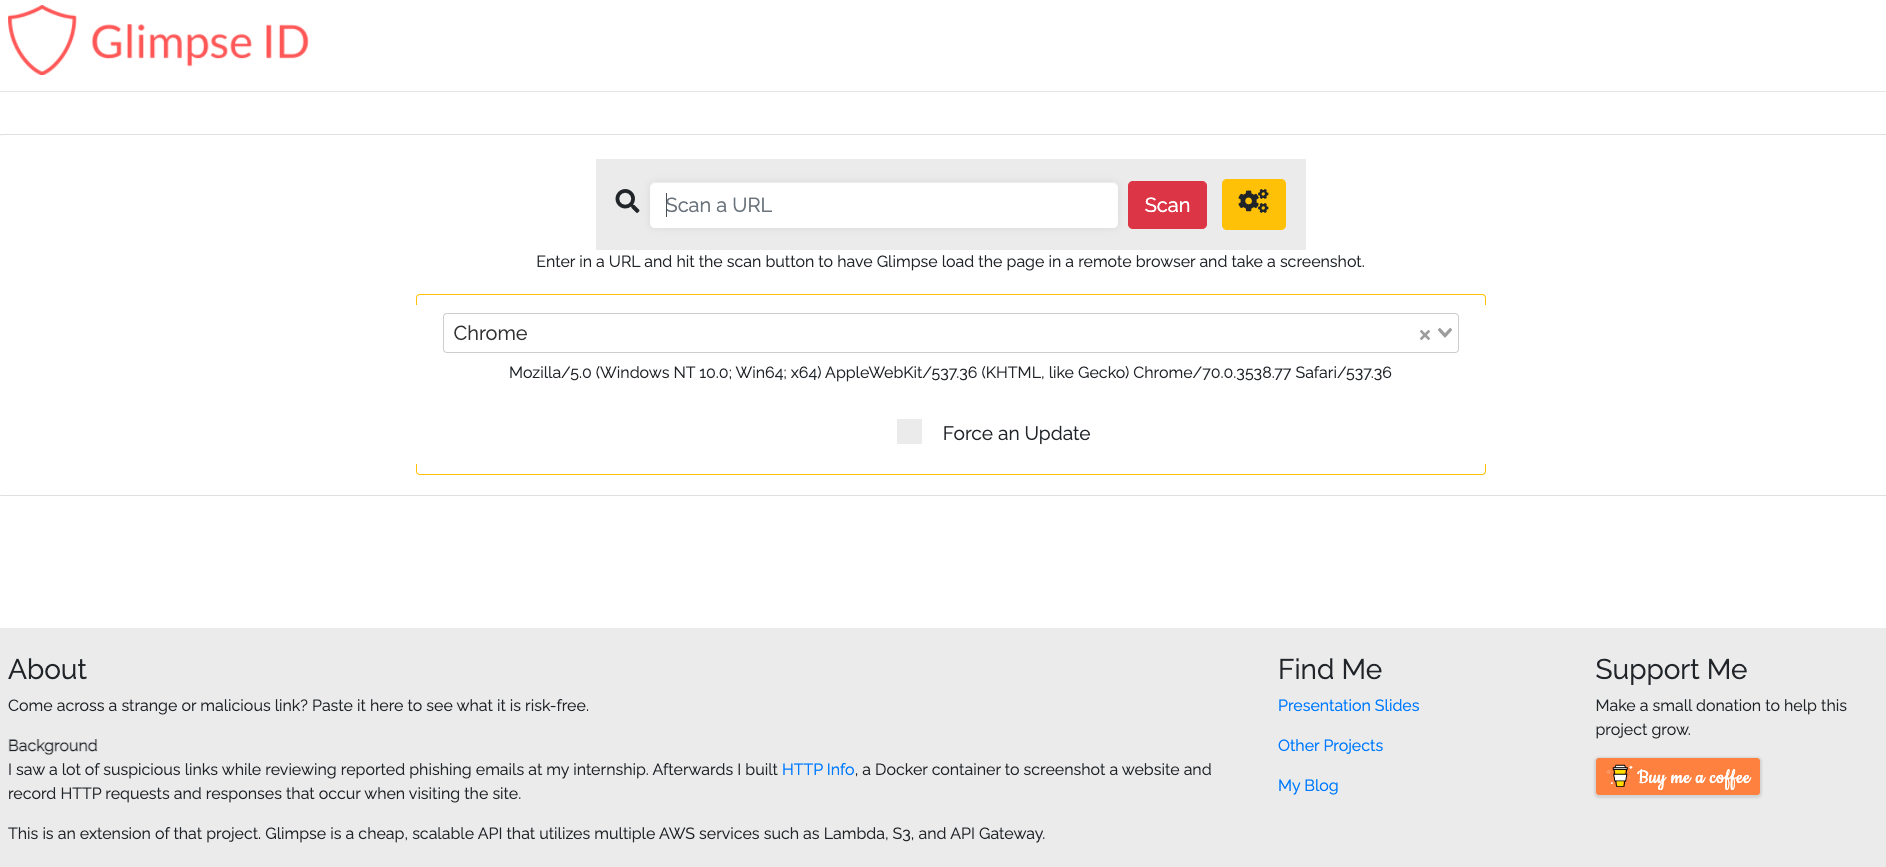 Glimpse ID
Scan a URL
Scan
Enter in a URL and hit the scan button to have Glimpse load the page in a remote browser and take a screenshot.
Chrome
Mozilla/5.0 (Windows NT 10.0; Win64; x64) AppleWebKit/537.36 (KHTML, like Gecko) Chrome/70.0.3538.77 Safari/537.36
Force an Update
About
Come across a strange or malicious link? Paste it here to see what it is risk-free.
Background
I saw a lot of suspicious links while reviewing reported phishing emails at my internship. Afterwards I built HTTP Info, a Docker container to screenshot a website and
record HTTP requests and responses that occur when visiting the site.
This is an extension of that project. Glimpse is a cheap, scalable API that utilizes multiple AWS services such as Lambda, S3, and API Gateway.
Find Me
Presentation Slides
Other Projects
My Blog
Support Me
Make a small donation to help this
project grow.
Buy me a coffee